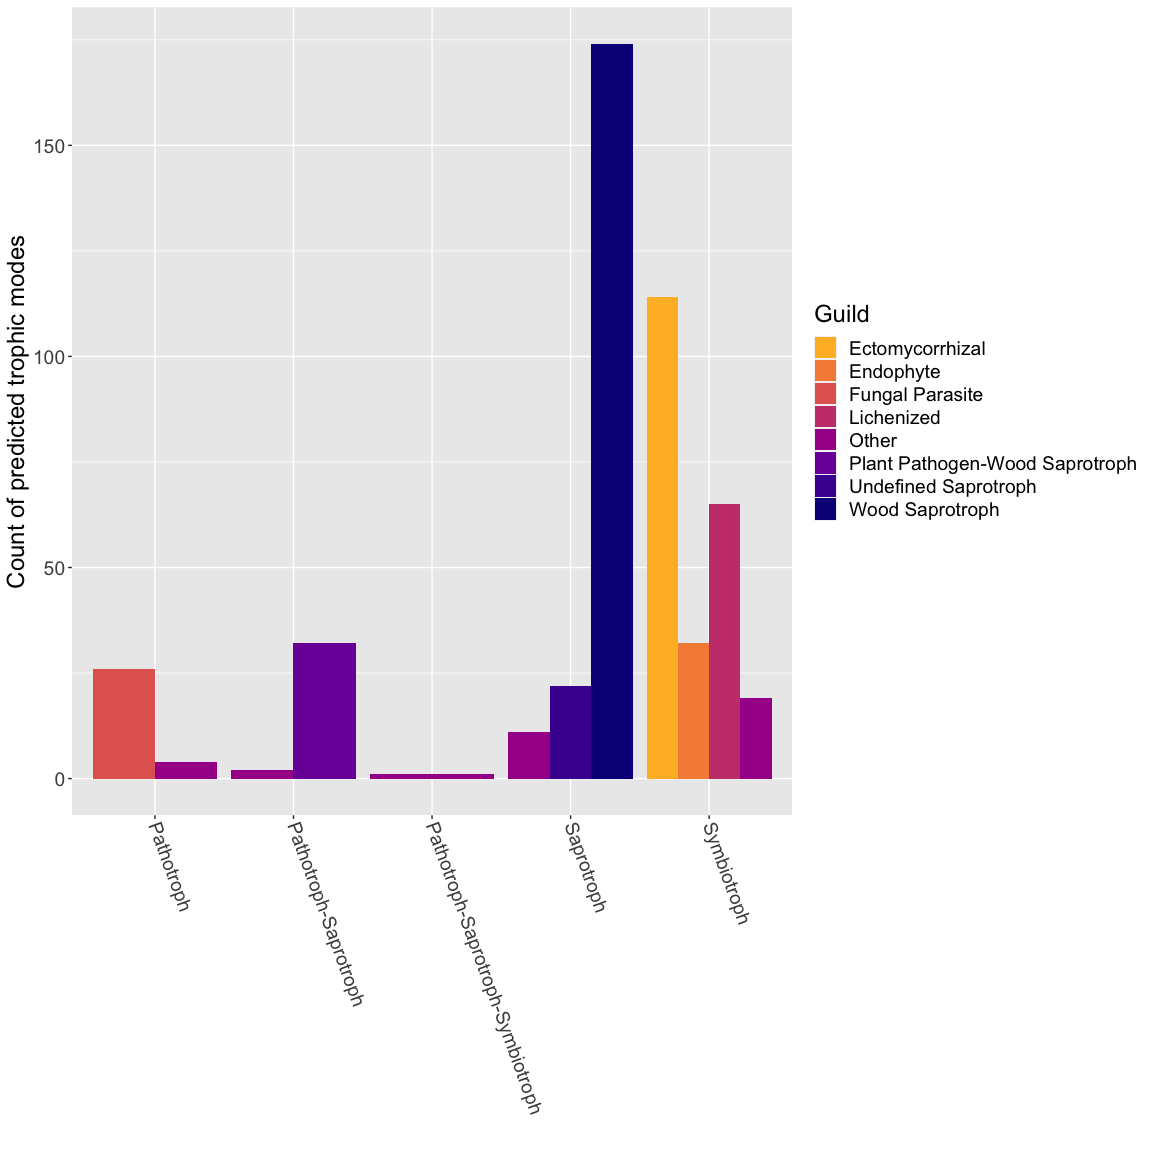 Count of predicted trophic modes
150
100
50
0
Pathotroph
Pathotroph-Saprotroph
Pathotroph-Saprotroph-Symbiotroph
Saprotroph
Symbiotroph
Guild
Ectomycorrhizal
Endophyte
Fungal Parasite
Lichenized
Other
Plant Pathogen-Wood Saprotroph
Undefined Saprotroph
Wood Saprotroph